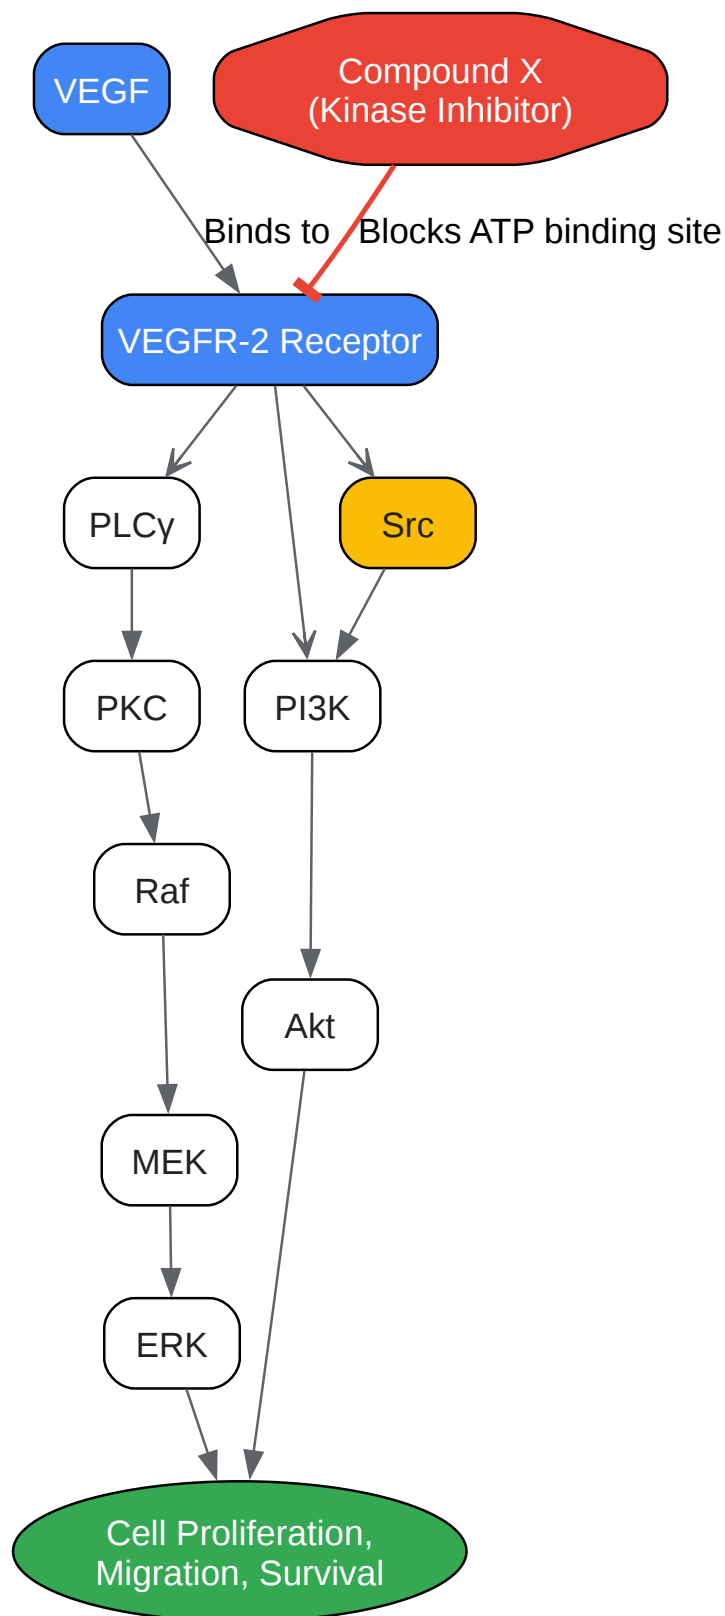 VEGF
Compound X
(Kinase Inhibitor)
Binds to
Blocks ATP binding site
VEGFR-2 Receptor
PLCγ
Src
PKC
PI3K
Raf
Akt
MEK
ERK
Cell Proliferation,
Migration, Survival